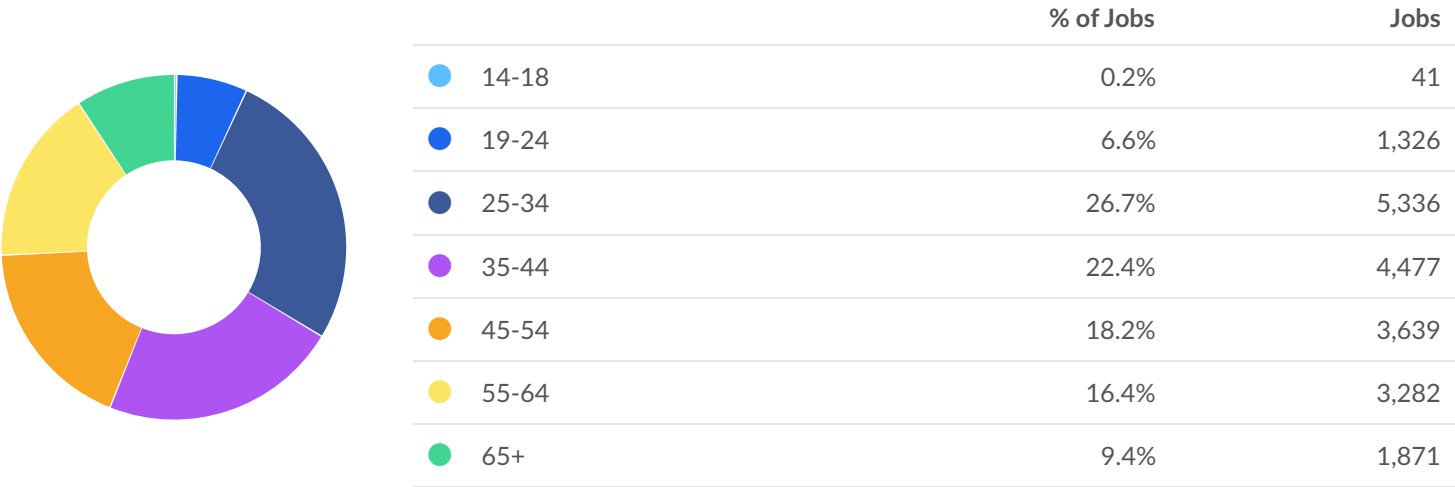 % of Jobs Jobs
14-18 0.2% 41
19-24 6.6% 1,326
25-34 26.7% 5,336
35-44 22.4% 4,477
45-54 18.2% 3,639
55-64 16.4% 3,282
65+ 9.4% 1,871